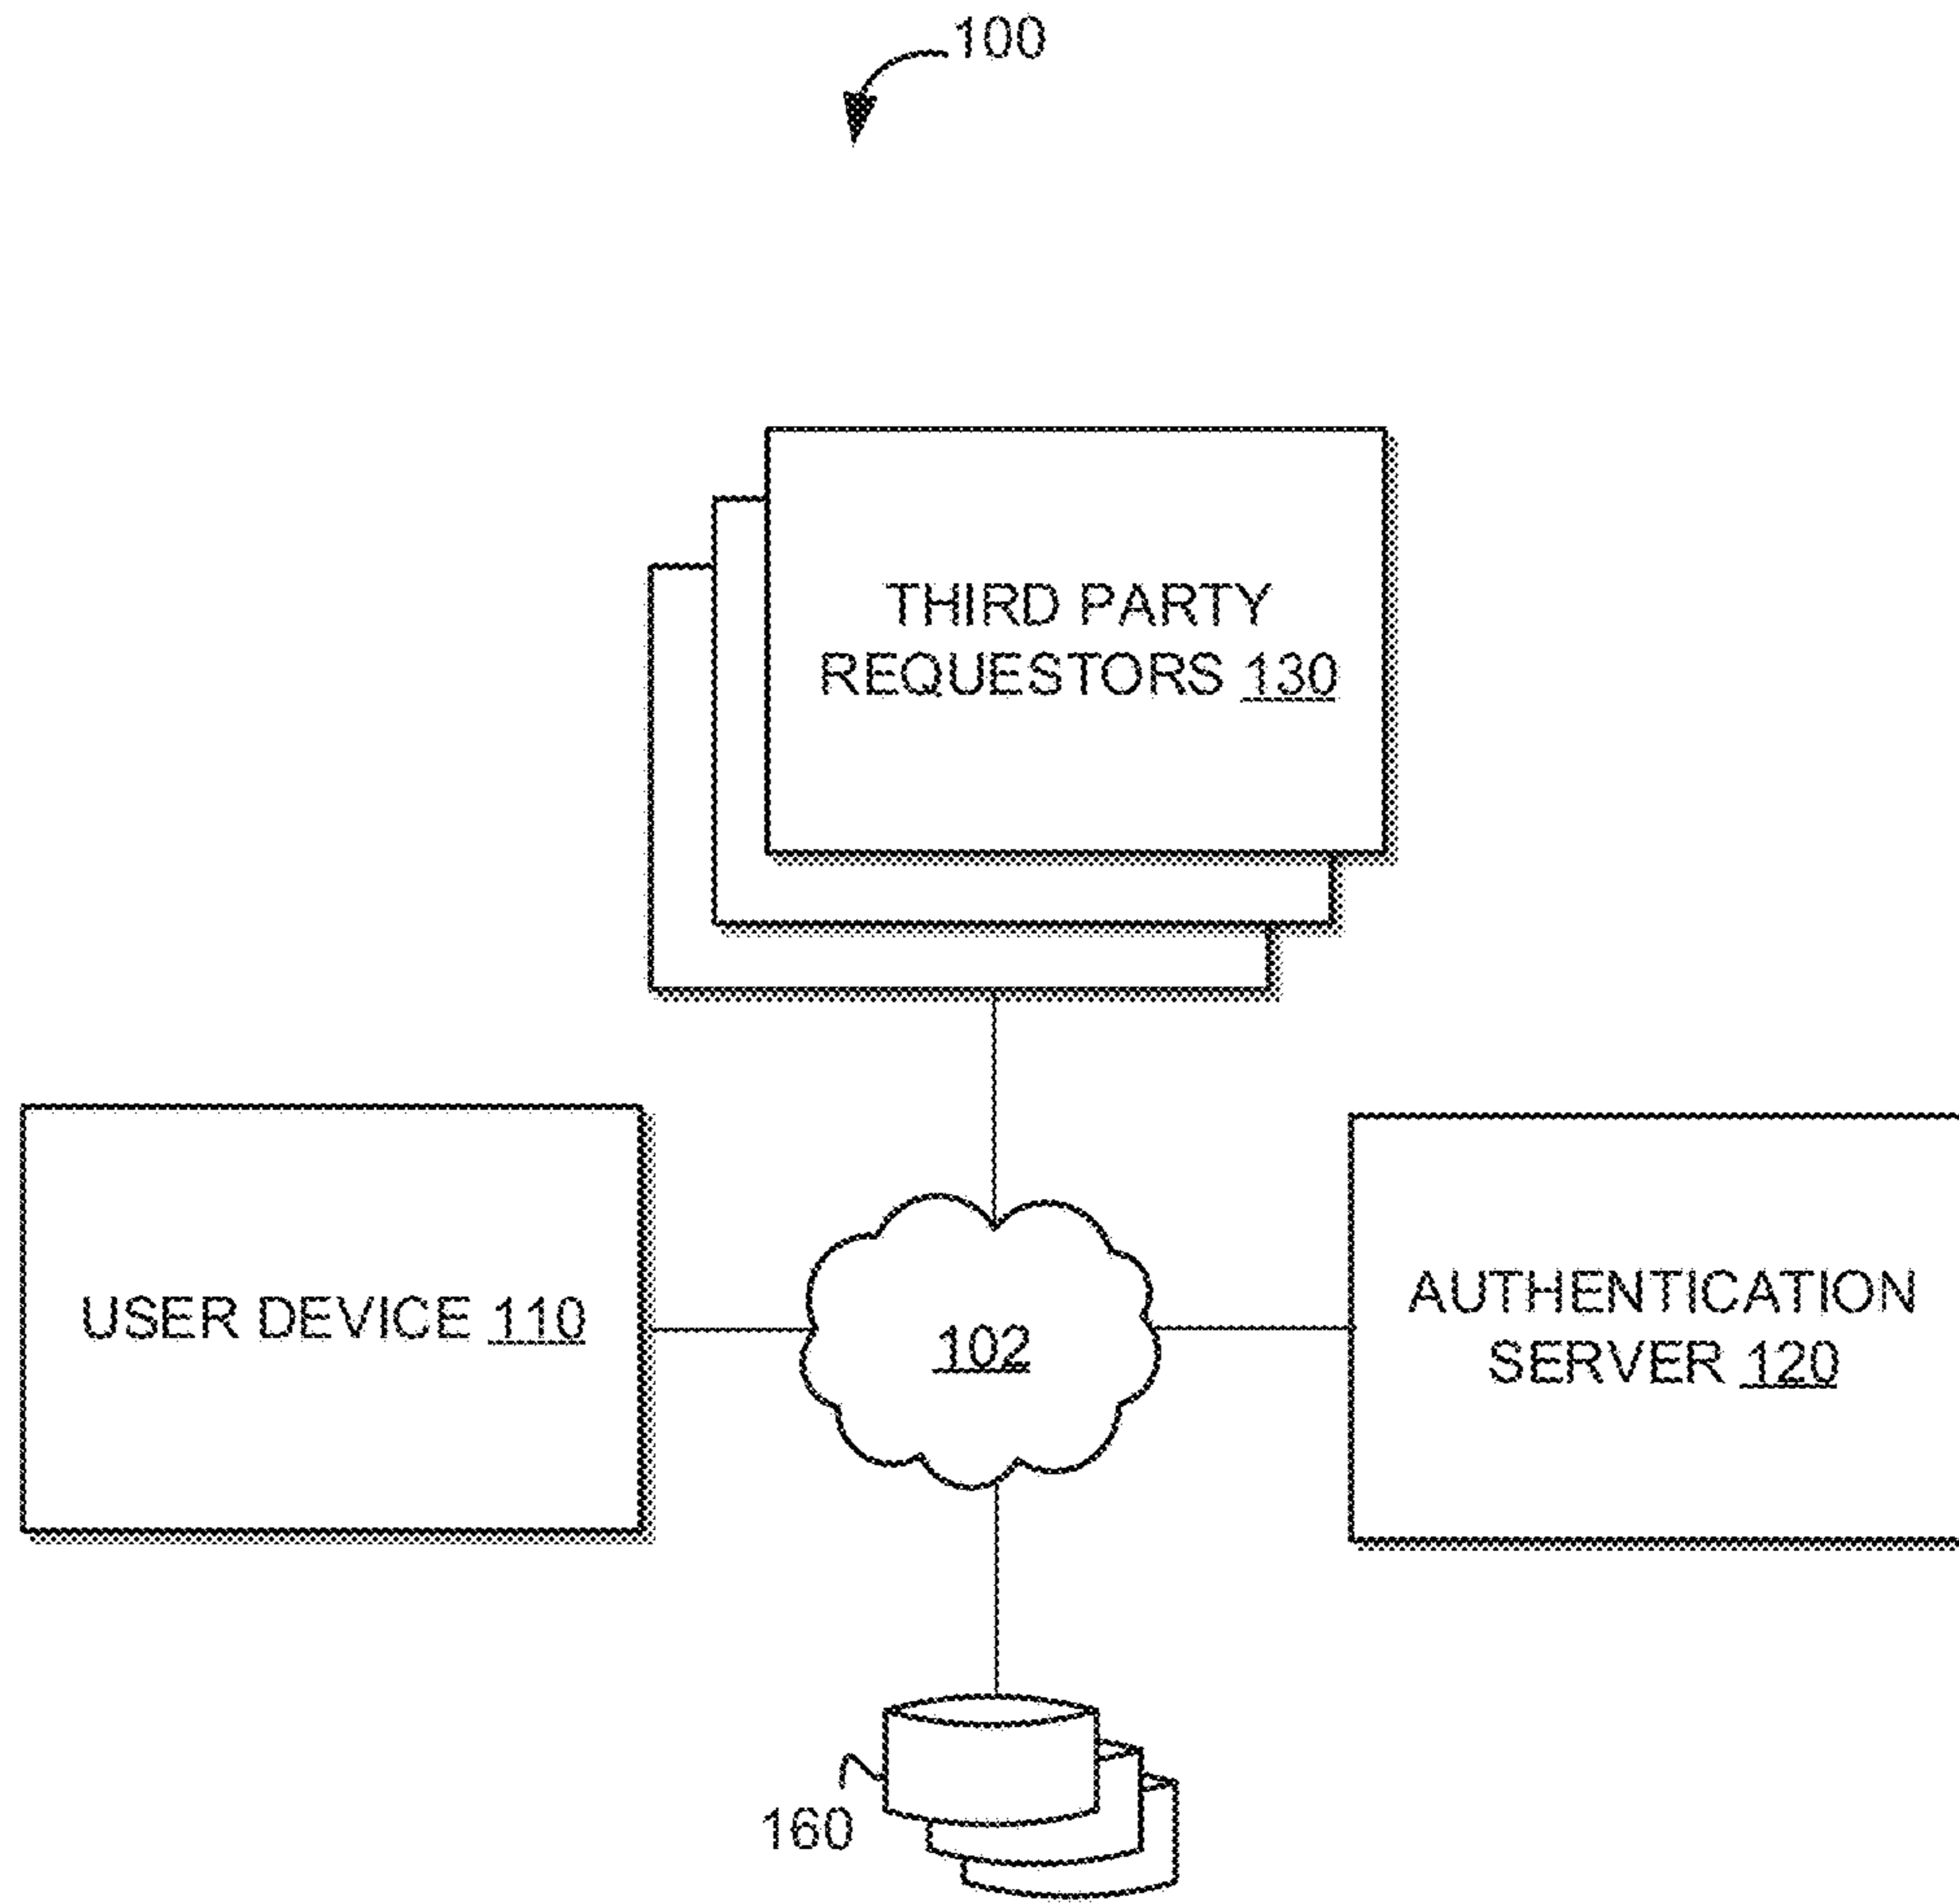 100
THIRD PARTY
REQUESTORS 130
USER DEVICE 110
102
AUTHENTICATION
SERVER 120
160